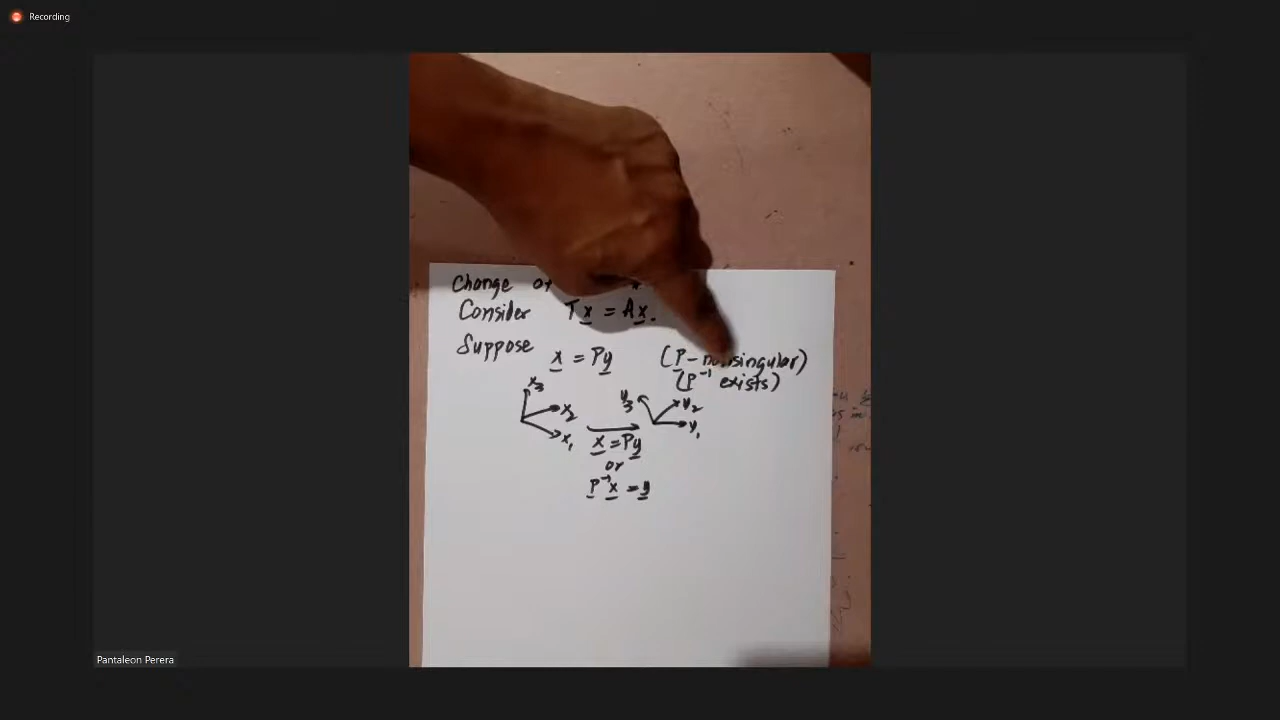 Recording
Change of
Consider Tx = Ax.
Suppose x = Py (P - nonsingular)
(P⁻¹ exists)
x₃ x₂ x₁
y₃ y₂ y₁
x = Py
or
P⁻¹x = y
Pantaleon Perera